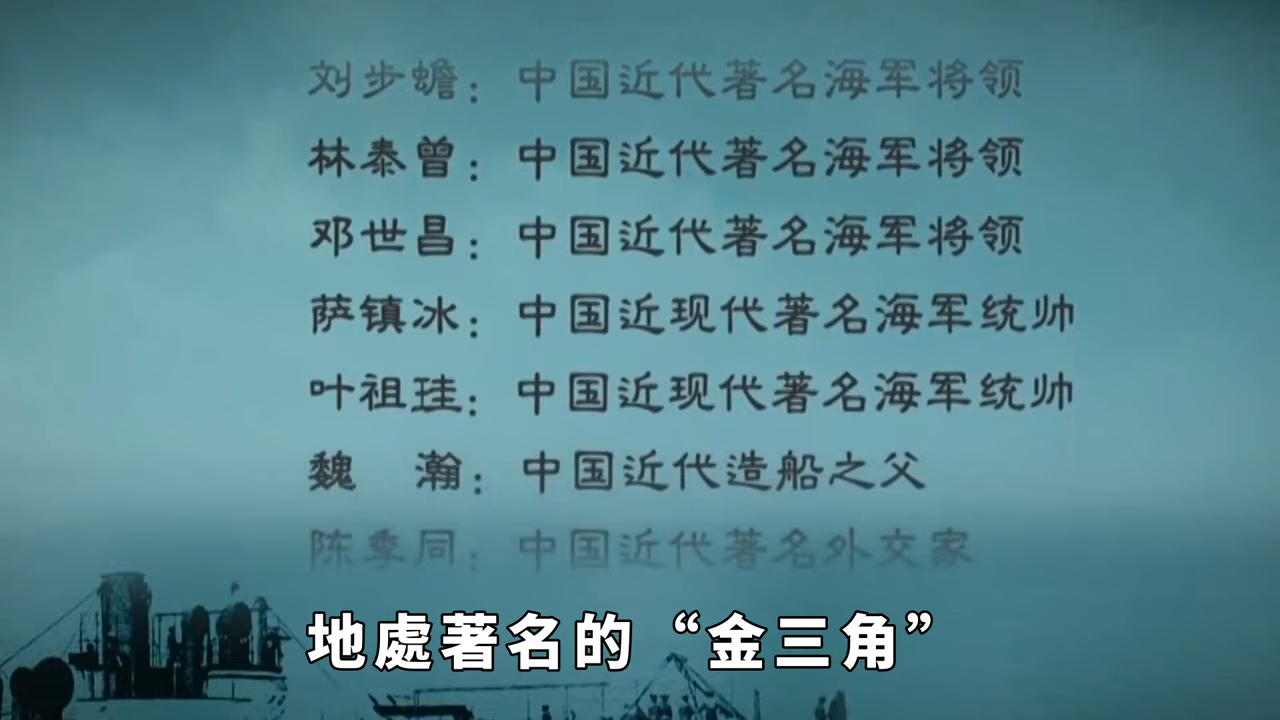 刘步蟾：中国近代著名海军将领
林泰曾：中国近代著名海军将领
邓世昌：中国近代著名海军将领
萨镇冰：中国近现代著名海军统帅
叶祖珪：中国近现代著名海军统帅
魏　瀚：中国近代造船之父
陈季同：中国近代著名外交家
地處著名的“金三角”